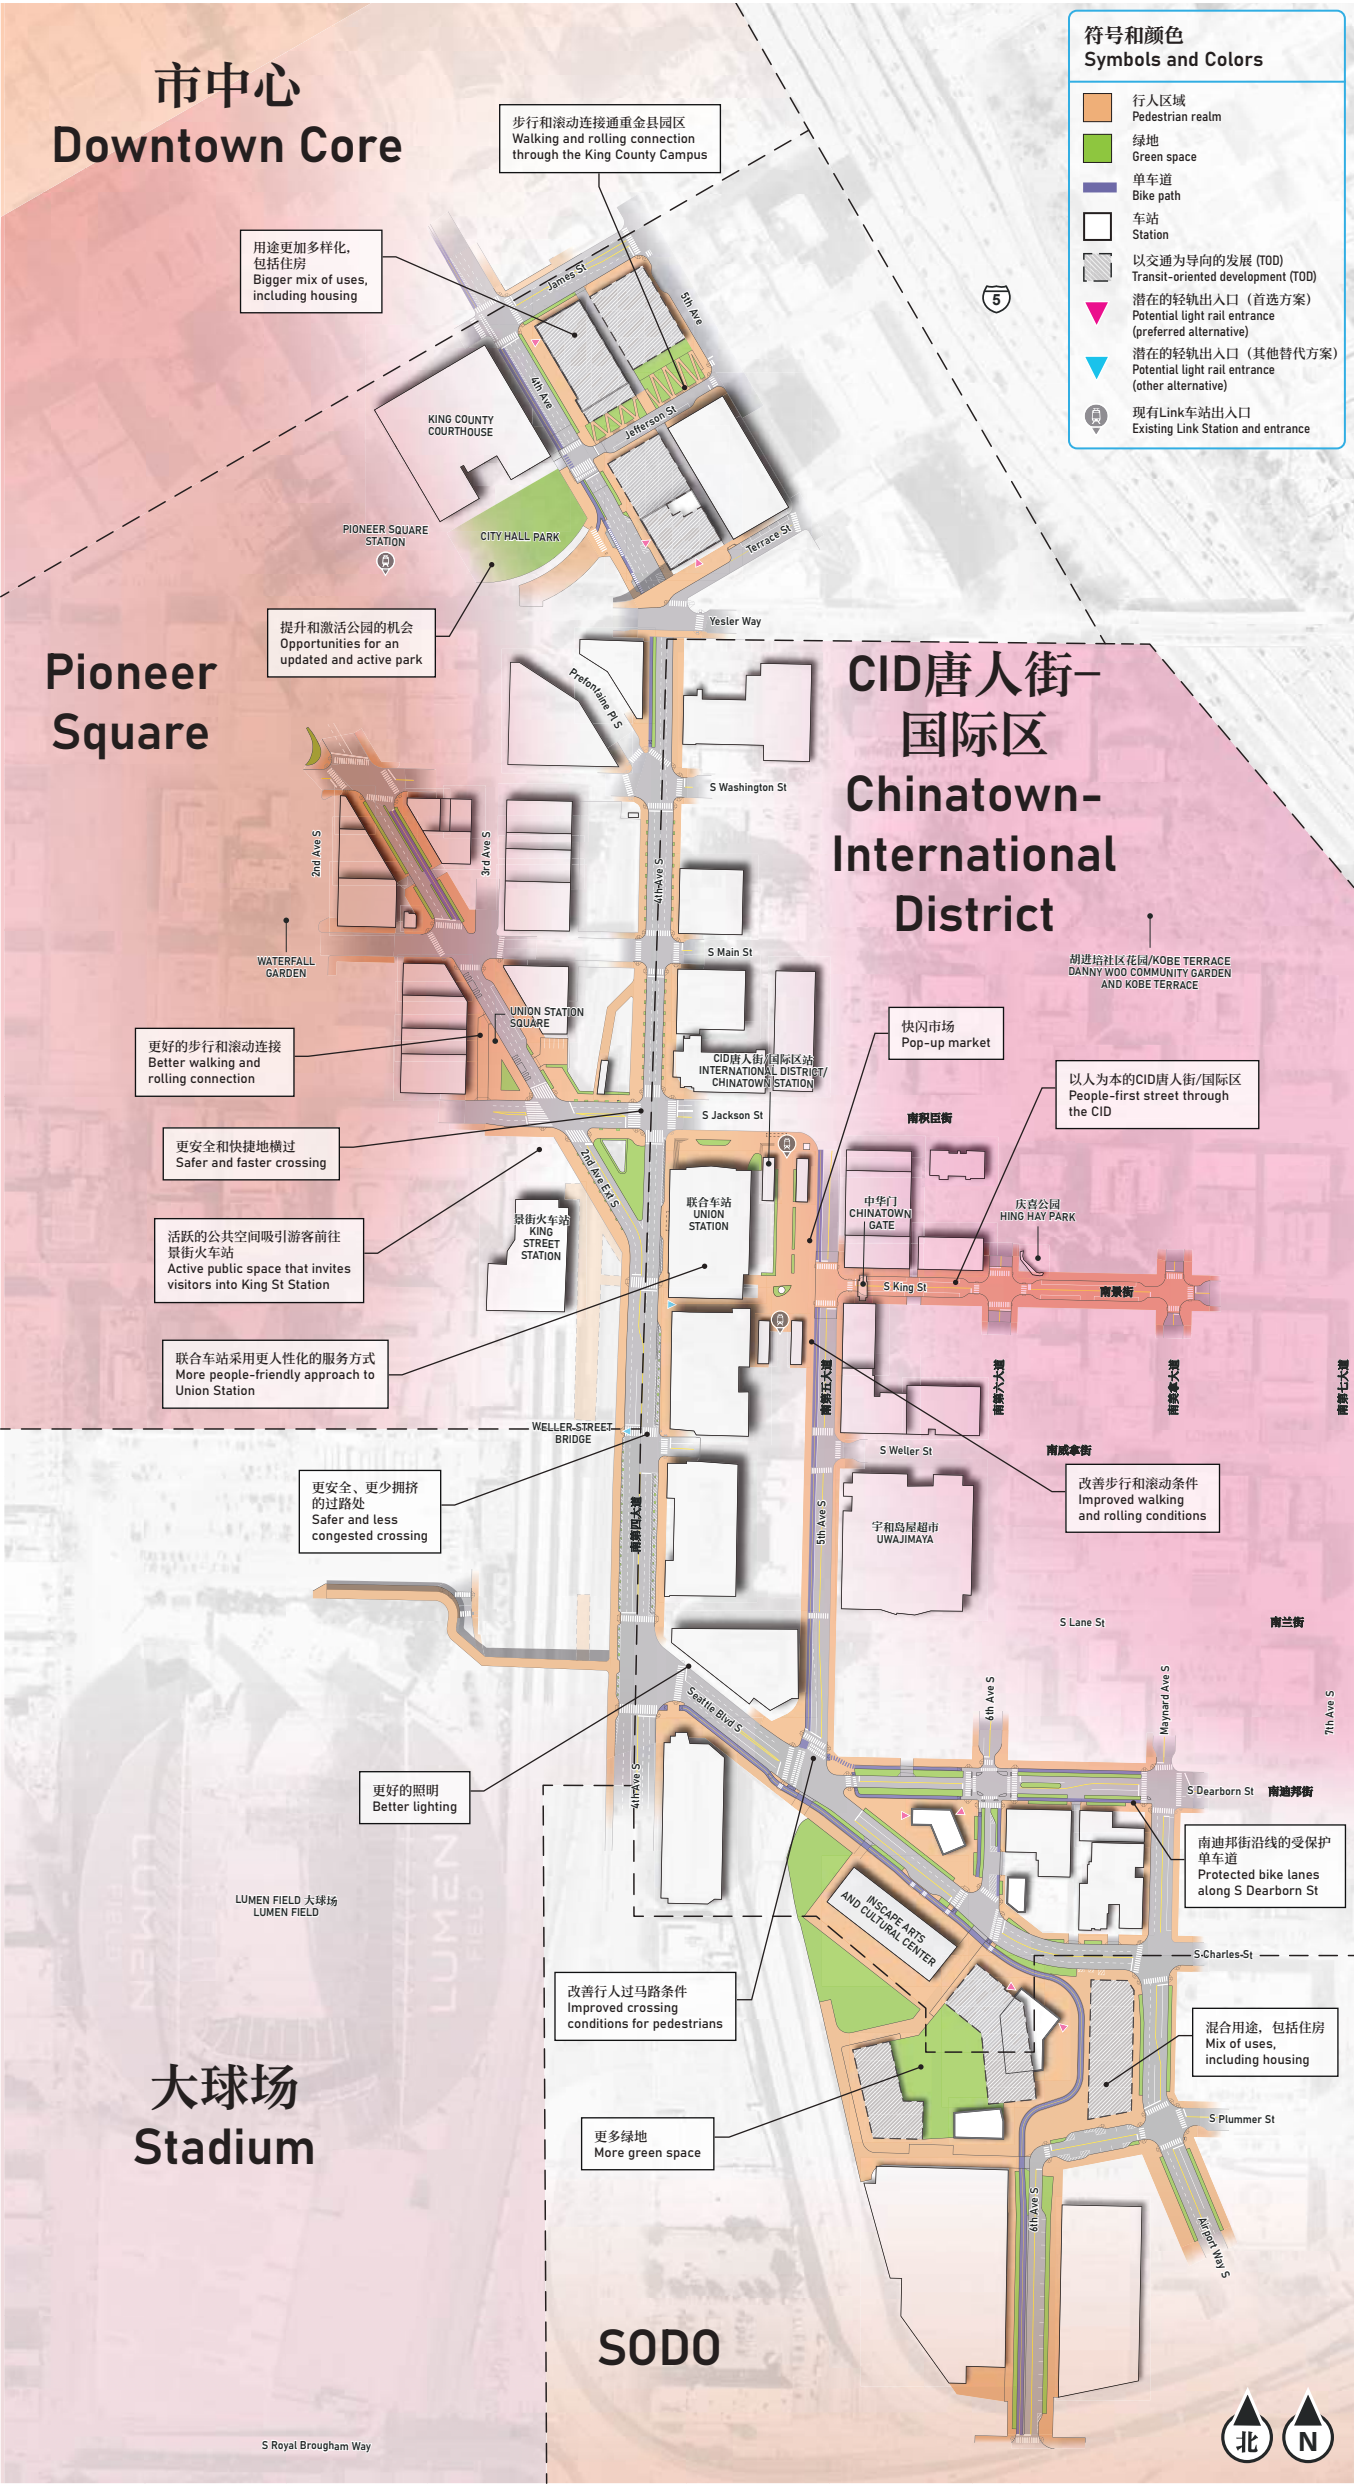 符号和颜色
Symbols and Colors
行人区域
Pedestrian realm
绿地
Green space
单车道
Bike path
车站
Station
以交通为导向的发展 (TOD)
Transit-oriented development (TOD)
潜在的轻轨出入口（首选方案）
Potential light rail entrance
(preferred alternative)
潜在的轻轨出入口（其他替代方案）
Potential light rail entrance
(other alternative)
现有Link车站出入口
Existing Link Station and entrance
市中心
Downtown Core
步行和滚动连接通重金县园区
Walking and rolling connection
through the King County Campus
用途更加多样化，
包括住房
Bigger mix of uses,
including housing
James St
5th Ave
5
4th Ave
KING COUNTY
COURTHOUSE
Jefferson St
PIONEER SQUARE
STATION
CITY HALL PARK
Terrace St
提升和激活公园的机会
Opportunities for an
updated and active park
Yesler Way
Pioneer
Square
Prefontaine Pl S
CID唐人街–
国际区
Chinatown-
International
District
S Washington St
2nd Ave S
3rd Ave S
4th Ave S
WATERFALL
GARDEN
S Main St
胡进培社区花园/KOBE TERRACE
DANNY WOO COMMUNITY GARDEN
AND KOBE TERRACE
UNION STATION
SQUARE
快闪市场
Pop-up market
更好的步行和滚动连接
Better walking and
rolling connection
CID唐人街/国际区站
INTERNATIONAL DISTRICT/
CHINATOWN STATION
以人为本的CID唐人街/国际区
People-first street through
the CID
S Jackson St
南积臣街
更安全和快捷地横过
Safer and faster crossing
2nd Ave Ext S
联合车站
UNION
STATION
中华门
CHINATOWN
GATE
庆喜公园
HING HAY PARK
活跃的公共空间吸引游客前往
景街火车站
Active public space that invites
visitors into King St Station
景街火车站
KING
STREET
STATION
S King St
南景街
联合车站采用更人性化的服务方式
More people-friendly approach to
Union Station
南第五大道
南第六大道
南美拿大道
南第七大道
WELLER STREET
BRIDGE
S Weller St
南威拿街
更安全、更少拥挤
的过路处
Safer and less
congested crossing
改善步行和滚动条件
Improved walking
and rolling conditions
南第四大道
5th Ave S
宇和岛屋超市
UWAJIMAYA
S Lane St
南兰街
Seattle Blvd S
6th Ave S
Maynard Ave S
7th Ave S
更好的照明
Better lighting
4th Ave S
S Dearborn St
南迪邦街
南迪邦街沿线的受保护
单车道
Protected bike lanes
along S Dearborn St
LUMEN
LUMEN
LUMEN FIELD 大球场
LUMEN FIELD
INSCAPE ARTS
AND CULTURAL CENTER
S Charles St
改善行人过马路条件
Improved crossing
conditions for pedestrians
混合用途，包括住房
Mix of uses,
including housing
大球场
Stadium
更多绿地
More green space
S Plummer St
6th Ave S
Airport Way S
SODO
S Royal Brougham Way
北
N